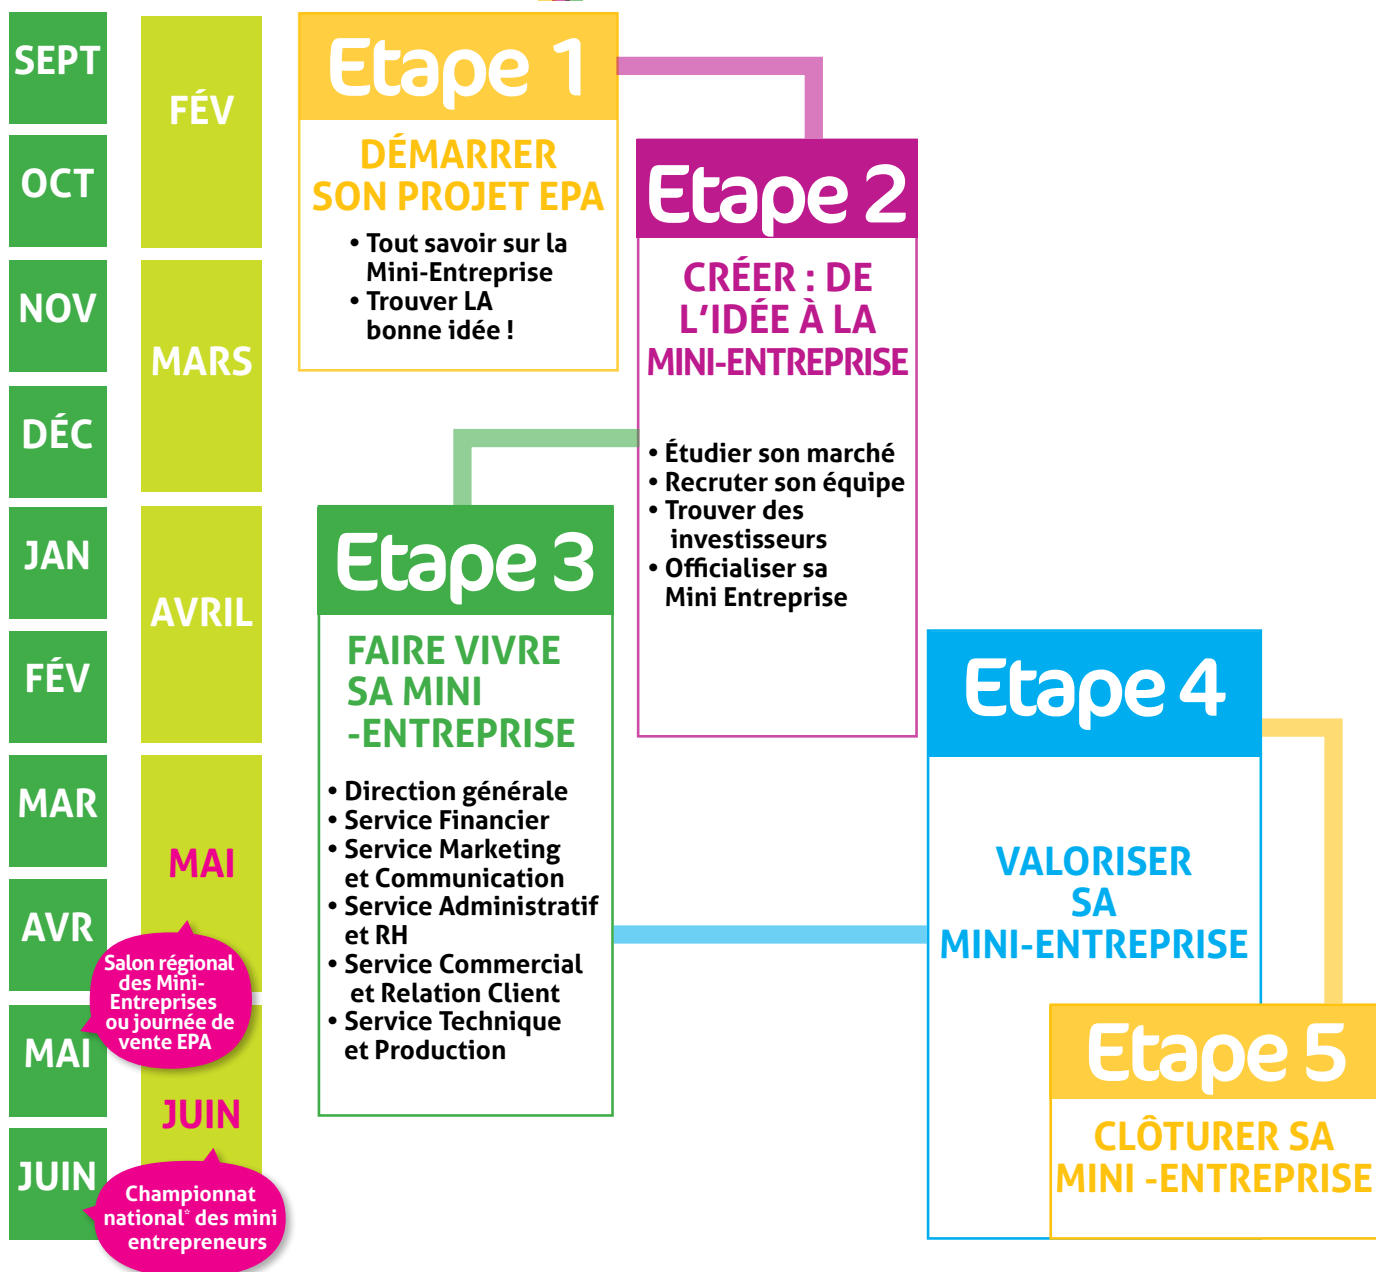 SEPT
OCT
NOV
DÉC
JAN
FÉV
MAR
AVR
MAI
JUIN
FÉV
MARS
AVRIL
MAI
JUIN
Salon régional
des Mini-
Entreprises
ou journée de
vente EPA
Championnat
national* des mini
entrepreneurs
Etape 1
DÉMARRER
SON PROJET EPA
• Tout savoir sur la
Mini-Entreprise
• Trouver LA
bonne idée !
Etape 2
CRÉER : DE
L'IDÉE À LA
MINI-ENTREPRISE
• Étudier son marché
• Recruter son équipe
• Trouver des
investisseurs
• Officialiser sa
Mini Entreprise
Etape 3
FAIRE VIVRE
SA MINI
-ENTREPRISE
• Direction générale
• Service Financier
• Service Marketing
et Communication
• Service Administratif
et RH
• Service Commercial
et Relation Client
• Service Technique
et Production
Etape 4
VALORISER
SA
MINI-ENTREPRISE
Etape 5
CLÔTURER SA
MINI -ENTREPRISE